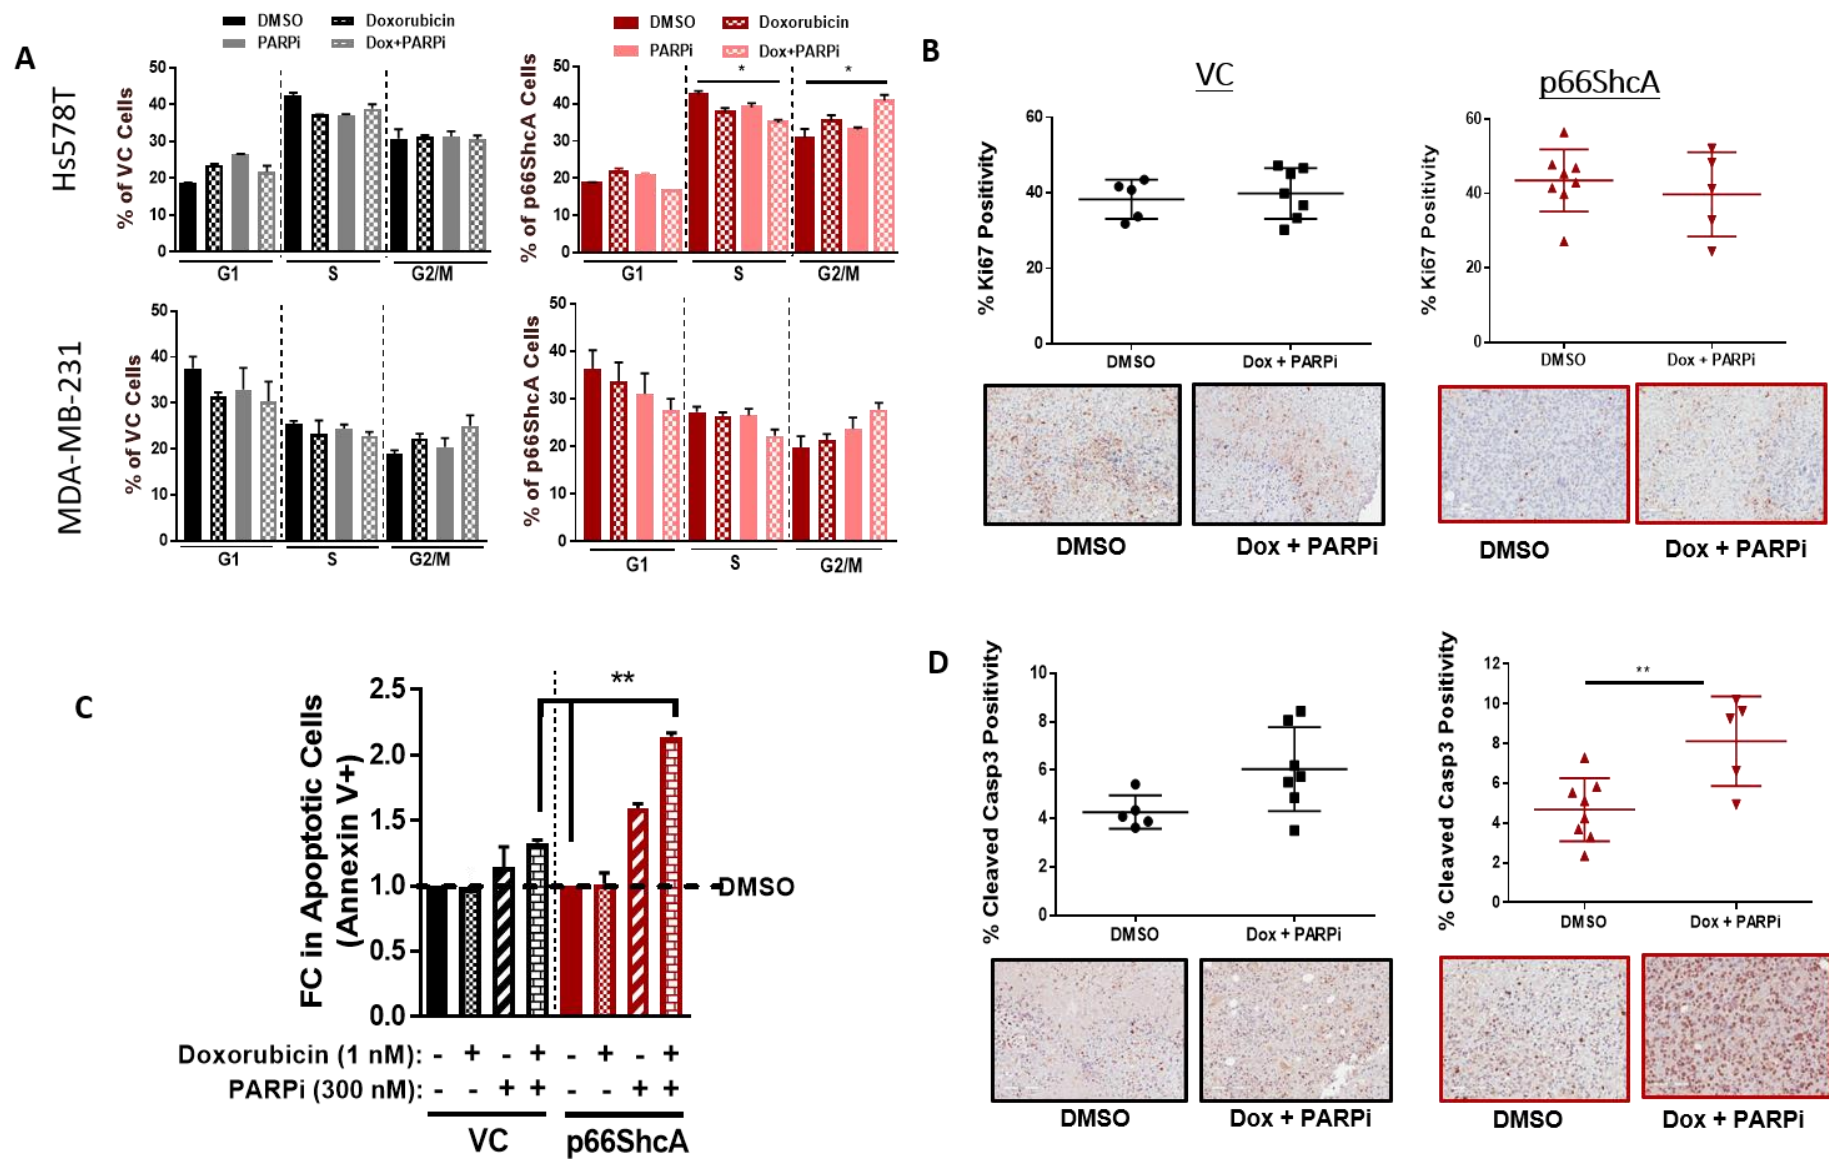 A
Hs578T
DMSO
Doxorubicin
PARPi
Dox+PARPi
% of VC Cells
50
40
30
20
10
0
G1
S
G2/M
DMSO
Doxorubicin
PARPi
Dox+PARPi
% of p66ShcA Cells
50
40
30
20
10
0
*
*
G1
S
G2/M
MDA-MB-231
% of VC Cells
50
40
30
20
10
0
G1
S
G2/M
% of p66ShcA Cells
50
40
30
20
10
0
G1
S
G2/M
B
VC
% Ki67 Positivity
60
40
20
0
DMSO
Dox + PARPi
DMSO
Dox + PARPi
p66ShcA
% Ki67 Positivity
60
40
20
0
DMSO
Dox + PARPi
DMSO
Dox + PARPi
C
FC in Apoptotic Cells
(Annexin V+)
2.5
2.0
1.5
1.0
0.5
0.0
**
DMSO
Doxorubicin (1 nM): - + - + - + - +
PARPi (300 nM): - - + + - - + +
VC
p66ShcA
D
% Cleaved Casp3 Positivity
10
8
6
4
2
0
DMSO
Dox + PARPi
DMSO
Dox + PARPi
% Cleaved Casp3 Positivity
12
10
8
6
4
2
0
**
DMSO
Dox + PARPi
DMSO
Dox + PARPi